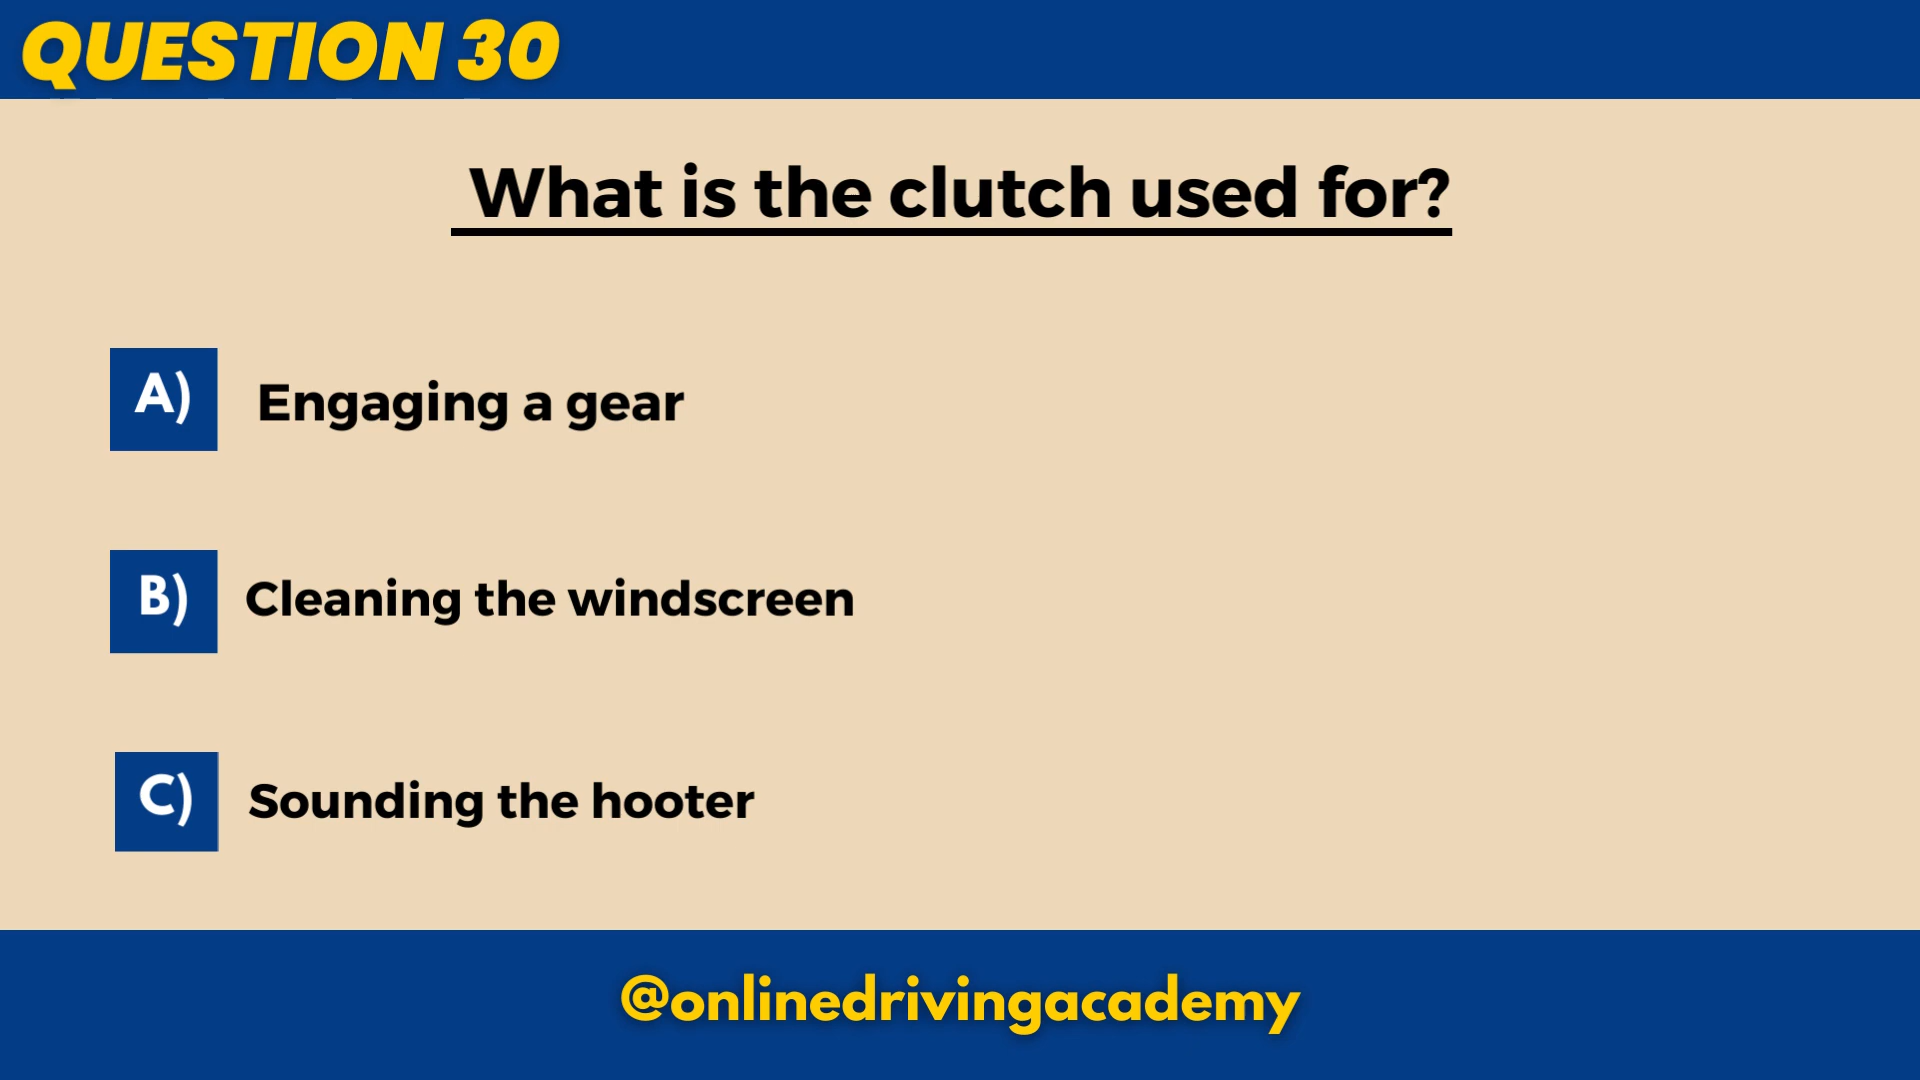 QUESTION 30
What is the clutch used for?
A) Engaging a gear
B) Cleaning the windscreen
C) Sounding the hooter
@onlinedrivingacademy